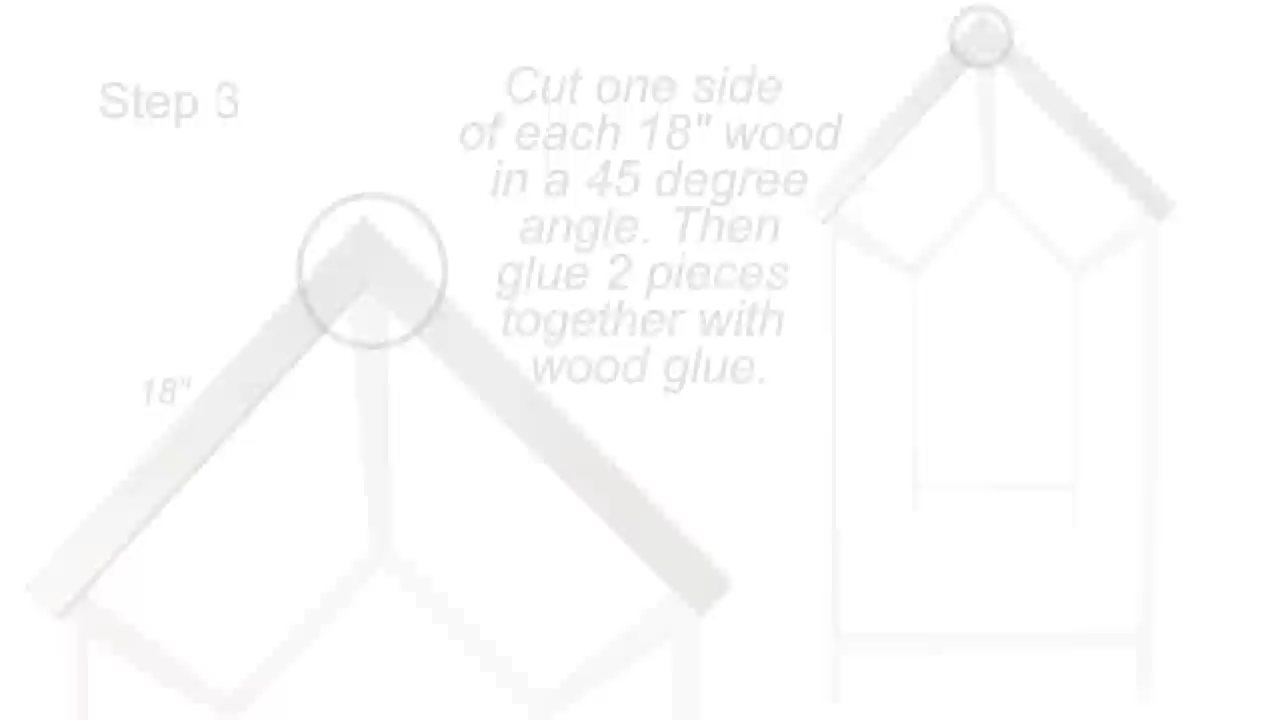 Step 3
Cut one side
of each 18" wood
in a 45 degree
angle. Then
glue 2 pieces
together with
wood glue.
18"